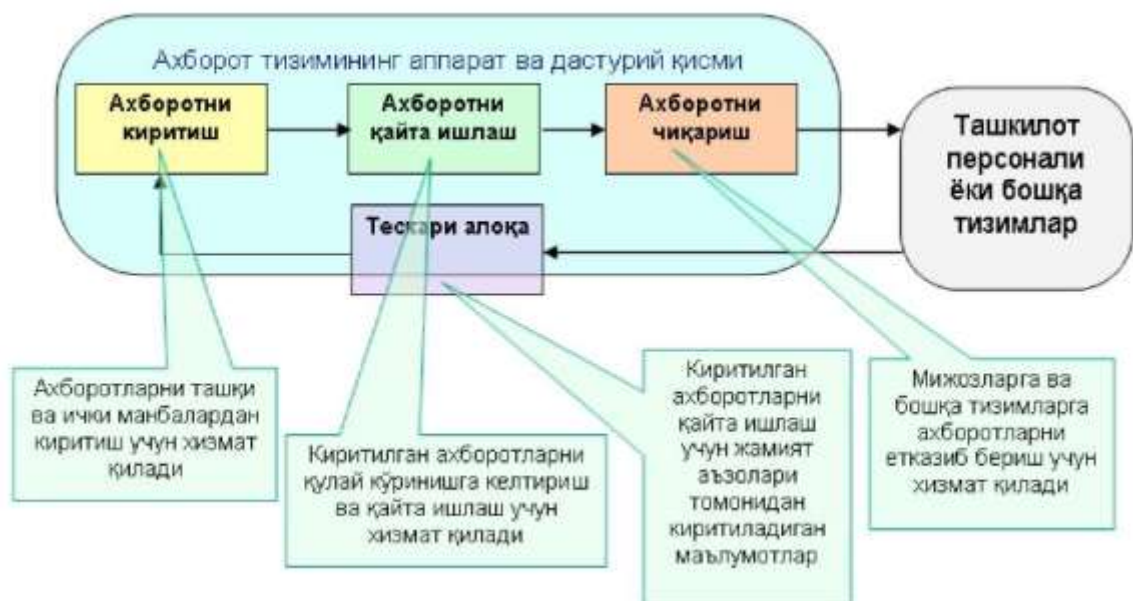 Ахборот тизимининг аппарат ва дастурий қисми
Ахборотни
киритиш
Ахборотни
қайта ишлаш
Ахборотни
чиқариш
Ташкилот
персонали
ёки бошқа
тизимлар
Тескари алоқа
Ахборотларни ташқи
ва ички манбалардан
киритиш учун хизмат
қилади
Киритилган ахборотларни
қулай кўринишга келтириш
ва қайта ишлаш учун
хизмат қилади
Киритилган
ахборотларни
қайта ишлаш
учун жамият
аъзолари
томонидан
киритиладиган
маълумотлар
Мижозларга ва
бошқа тизимларга
ахборотларни
етказиб бериш учун
хизмат қилади